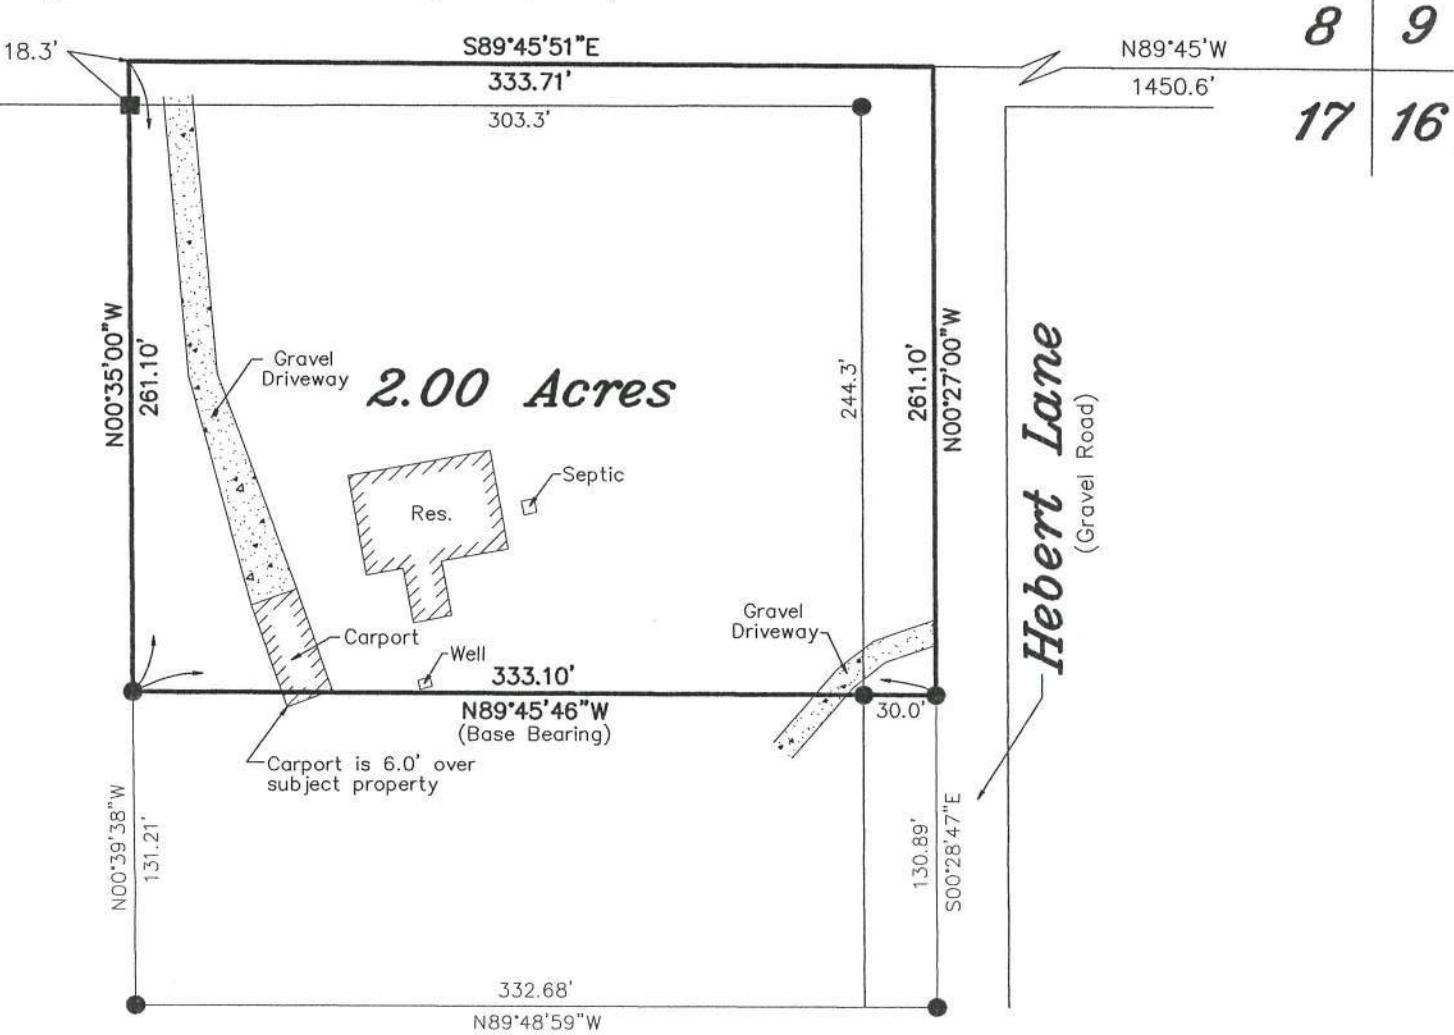 8 9
17 16
18.3'
S89°45'51"E
333.71'
303.3'
N89°45'W
1450.6'
N00°35'00"W
261.10'
Gravel
Driveway
2.00 Acres
244.3'
261.10'
N00°27'00"W
Hebert Lane
(Gravel Road)
Septic
Res.
Carport
Well
Gravel
Driveway
333.10'
N89°45'46"W
(Base Bearing)
30.0'
Carport is 6.0' over
subject property
N00°39'38"W
131.21'
130.89'
S00°28'47"E
332.68'
N89°48'59"W